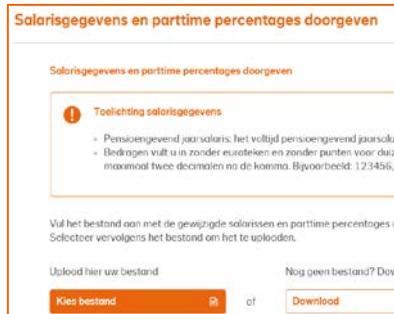 Salarisgegevens en parttime percentages doorgeven
Salarisgegevens en parttime percentages doorgeven
Toelichting salarisgegevens
Pensioengevend jaarsalaris: het voltijd pensioengevend
Bedragen vult u in zonder euroteken en zonder punten voor
maximaal twee decimalen na de komma. Bijvoorbeeld: 123456,
Vul het bestand aan met de gewijzigde salarissen en parttime percentages
Selecteer vervolgens het bestand om het te uploaden.
Upload hier uw bestand
Nog geen bestand?
Kies bestand
of
Download